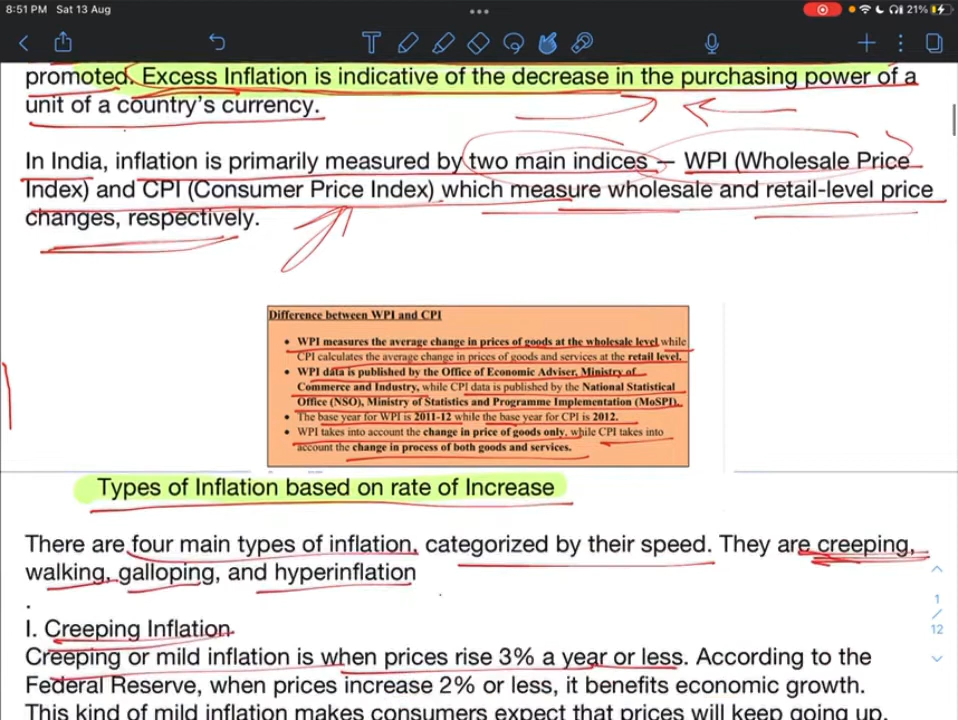 8:51 PM Sat 13 Aug
21%
promoted. Excess Inflation is indicative of the decrease in the purchasing power of a
unit of a country's currency.
In India, inflation is primarily measured by two main indices — WPI (Wholesale Price
Index) and CPI (Consumer Price Index) which measure wholesale and retail-level price
changes, respectively.
Difference between WPI and CPI
• WPI measures the average change in prices of goods at the wholesale level while
CPI calculates the average change in prices of goods and services at the retail level.
• WPI data is published by the Office of Economic Adviser, Ministry of
Commerce and Industry, while CPI data is published by the National Statistical
Office (NSO), Ministry of Statistics and Programme Implementation (MoSPI).
• The base year for WPI is 2011-12 while the base year for CPI is 2012.
• WPI takes into account the change in price of goods only, while CPI takes into
account the change in process of both goods and services.
Types of Inflation based on rate of Increase
There are four main types of inflation, categorized by their speed. They are creeping,
walking, galloping, and hyperinflation
.
I. Creeping Inflation
Creeping or mild inflation is when prices rise 3% a year or less. According to the
Federal Reserve, when prices increase 2% or less, it benefits economic growth.
This kind of mild inflation makes consumers expect that prices will keep going up.
1
/
12